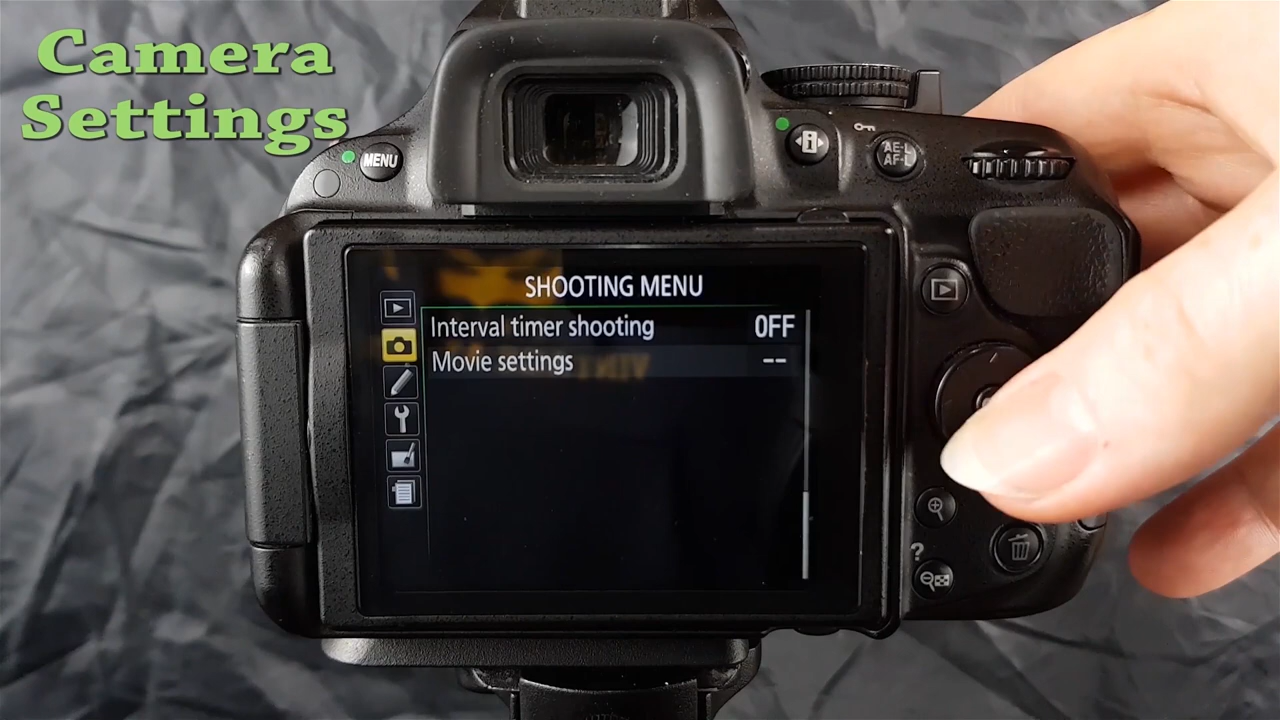 Camera
Settings
MENU
i
AE-L
AF-L
SHOOTING MENU
Interval timer shooting OFF
Movie settings --
?